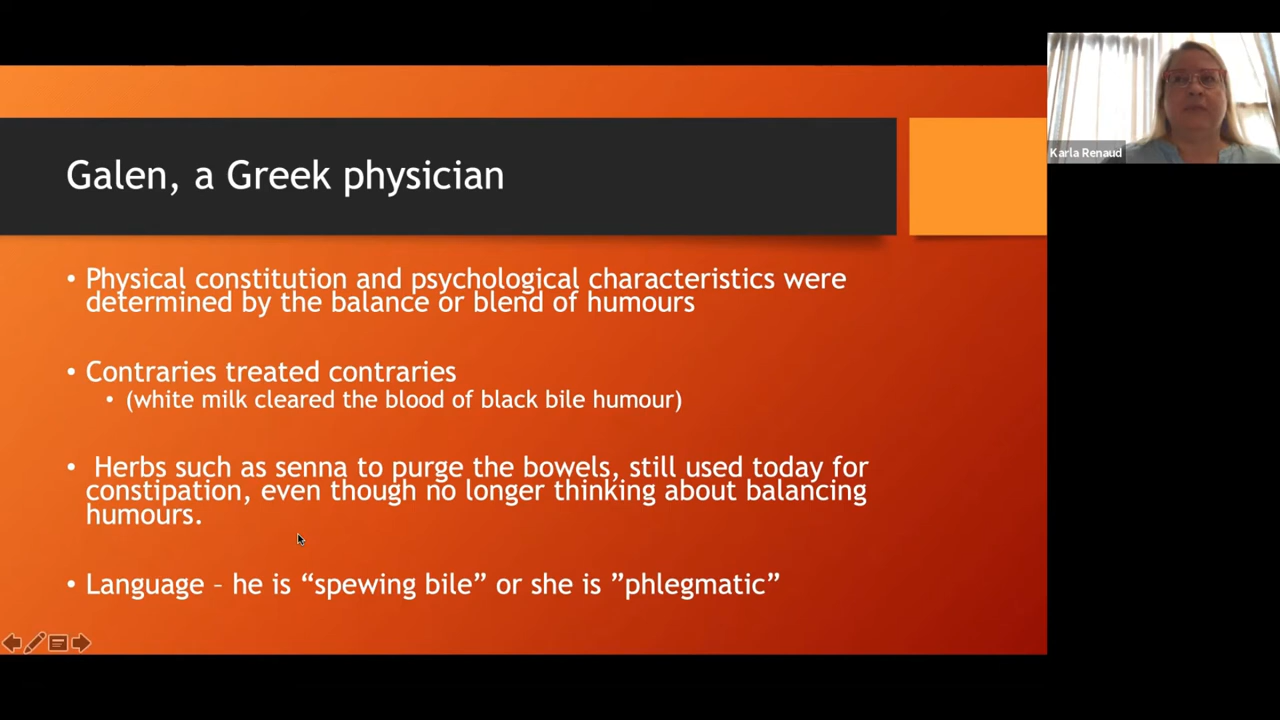 Galen, a Greek physician
Karla Renaud
• Physical constitution and psychological characteristics were
determined by the balance or blend of humours
• Contraries treated contraries
• (white milk cleared the blood of black bile humour)
• Herbs such as senna to purge the bowels, still used today for
constipation, even though no longer thinking about balancing
humours.
• Language – he is “spewing bile” or she is ”phlegmatic”